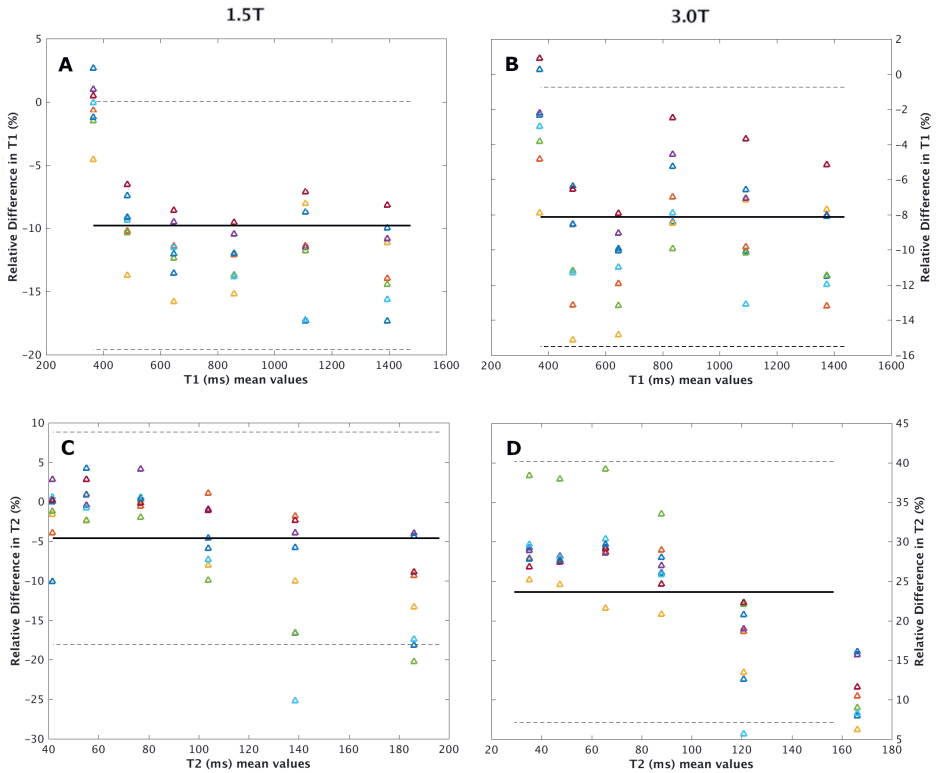 1.5T
3.0T
A
Relative Difference in T1 (%)
5
0
−5
−10
−15
−20
200 400 600 800 1000 1200 1400 1600
T1 (ms) mean values
B
2
0
−2
−4
−6
−8
−10
−12
−14
−16
Relative Difference in T1 (%)
200 400 600 800 1000 1200 1400 1600
T1 (ms) mean values
C
Relative Difference in T2 (%)
10
5
0
−5
−10
−15
−20
−25
−30
40 60 80 100 120 140 160 180 200
T2 (ms) mean values
D
45
40
35
30
25
20
15
10
5
Relative Difference in T2 (%)
20 40 60 80 100 120 140 160 180
T2 (ms) mean values